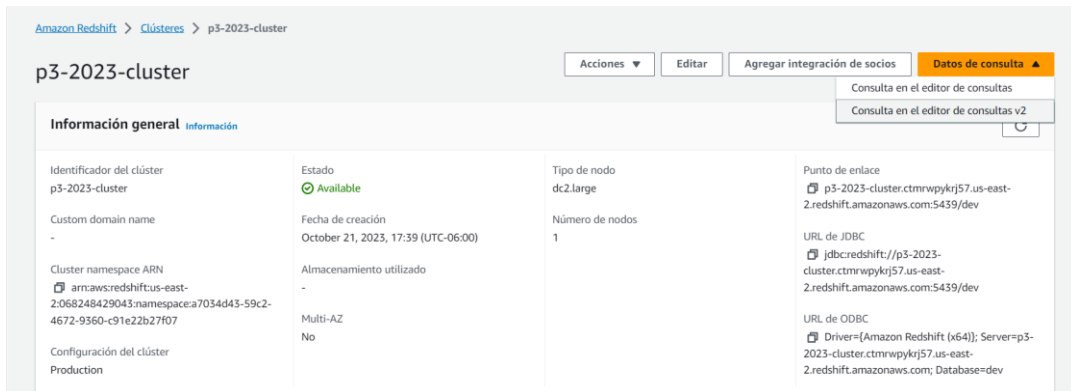 Amazon Redshift > Clústeres > p3-2023-cluster
p3-2023-cluster
Acciones ▼
Editar
Agregar integración de socios
Datos de consulta ▲
Consulta en el editor de consultas
Consulta en el editor de consultas v2
Información general Información
Identificador del clúster
p3-2023-cluster
Custom domain name
-
Cluster namespace ARN
arn:aws:redshift:us-east-
2:068248429043:namespace:a7034d43-59c2-
4672-9360-c91e22b27f07
Configuración del clúster
Production
Estado
Available
Fecha de creación
October 21, 2023, 17:39 (UTC-06:00)
Almacenamiento utilizado
-
Multi-AZ
No
Tipo de nodo
dc2.large
Número de nodos
1
Punto de enlace
p3-2023-cluster.ctmrwpykrj57.us-east-
2.redshift.amazonaws.com:5439/dev
URL de JDBC
jdbc:redshift://p3-2023-
cluster.ctmrwpykrj57.us-east-
2.redshift.amazonaws.com:5439/dev
URL de ODBC
Driver={Amazon Redshift (x64)}; Server=p3-
2023-cluster.ctmrwpykrj57.us-east-
2.redshift.amazonaws.com; Database=dev